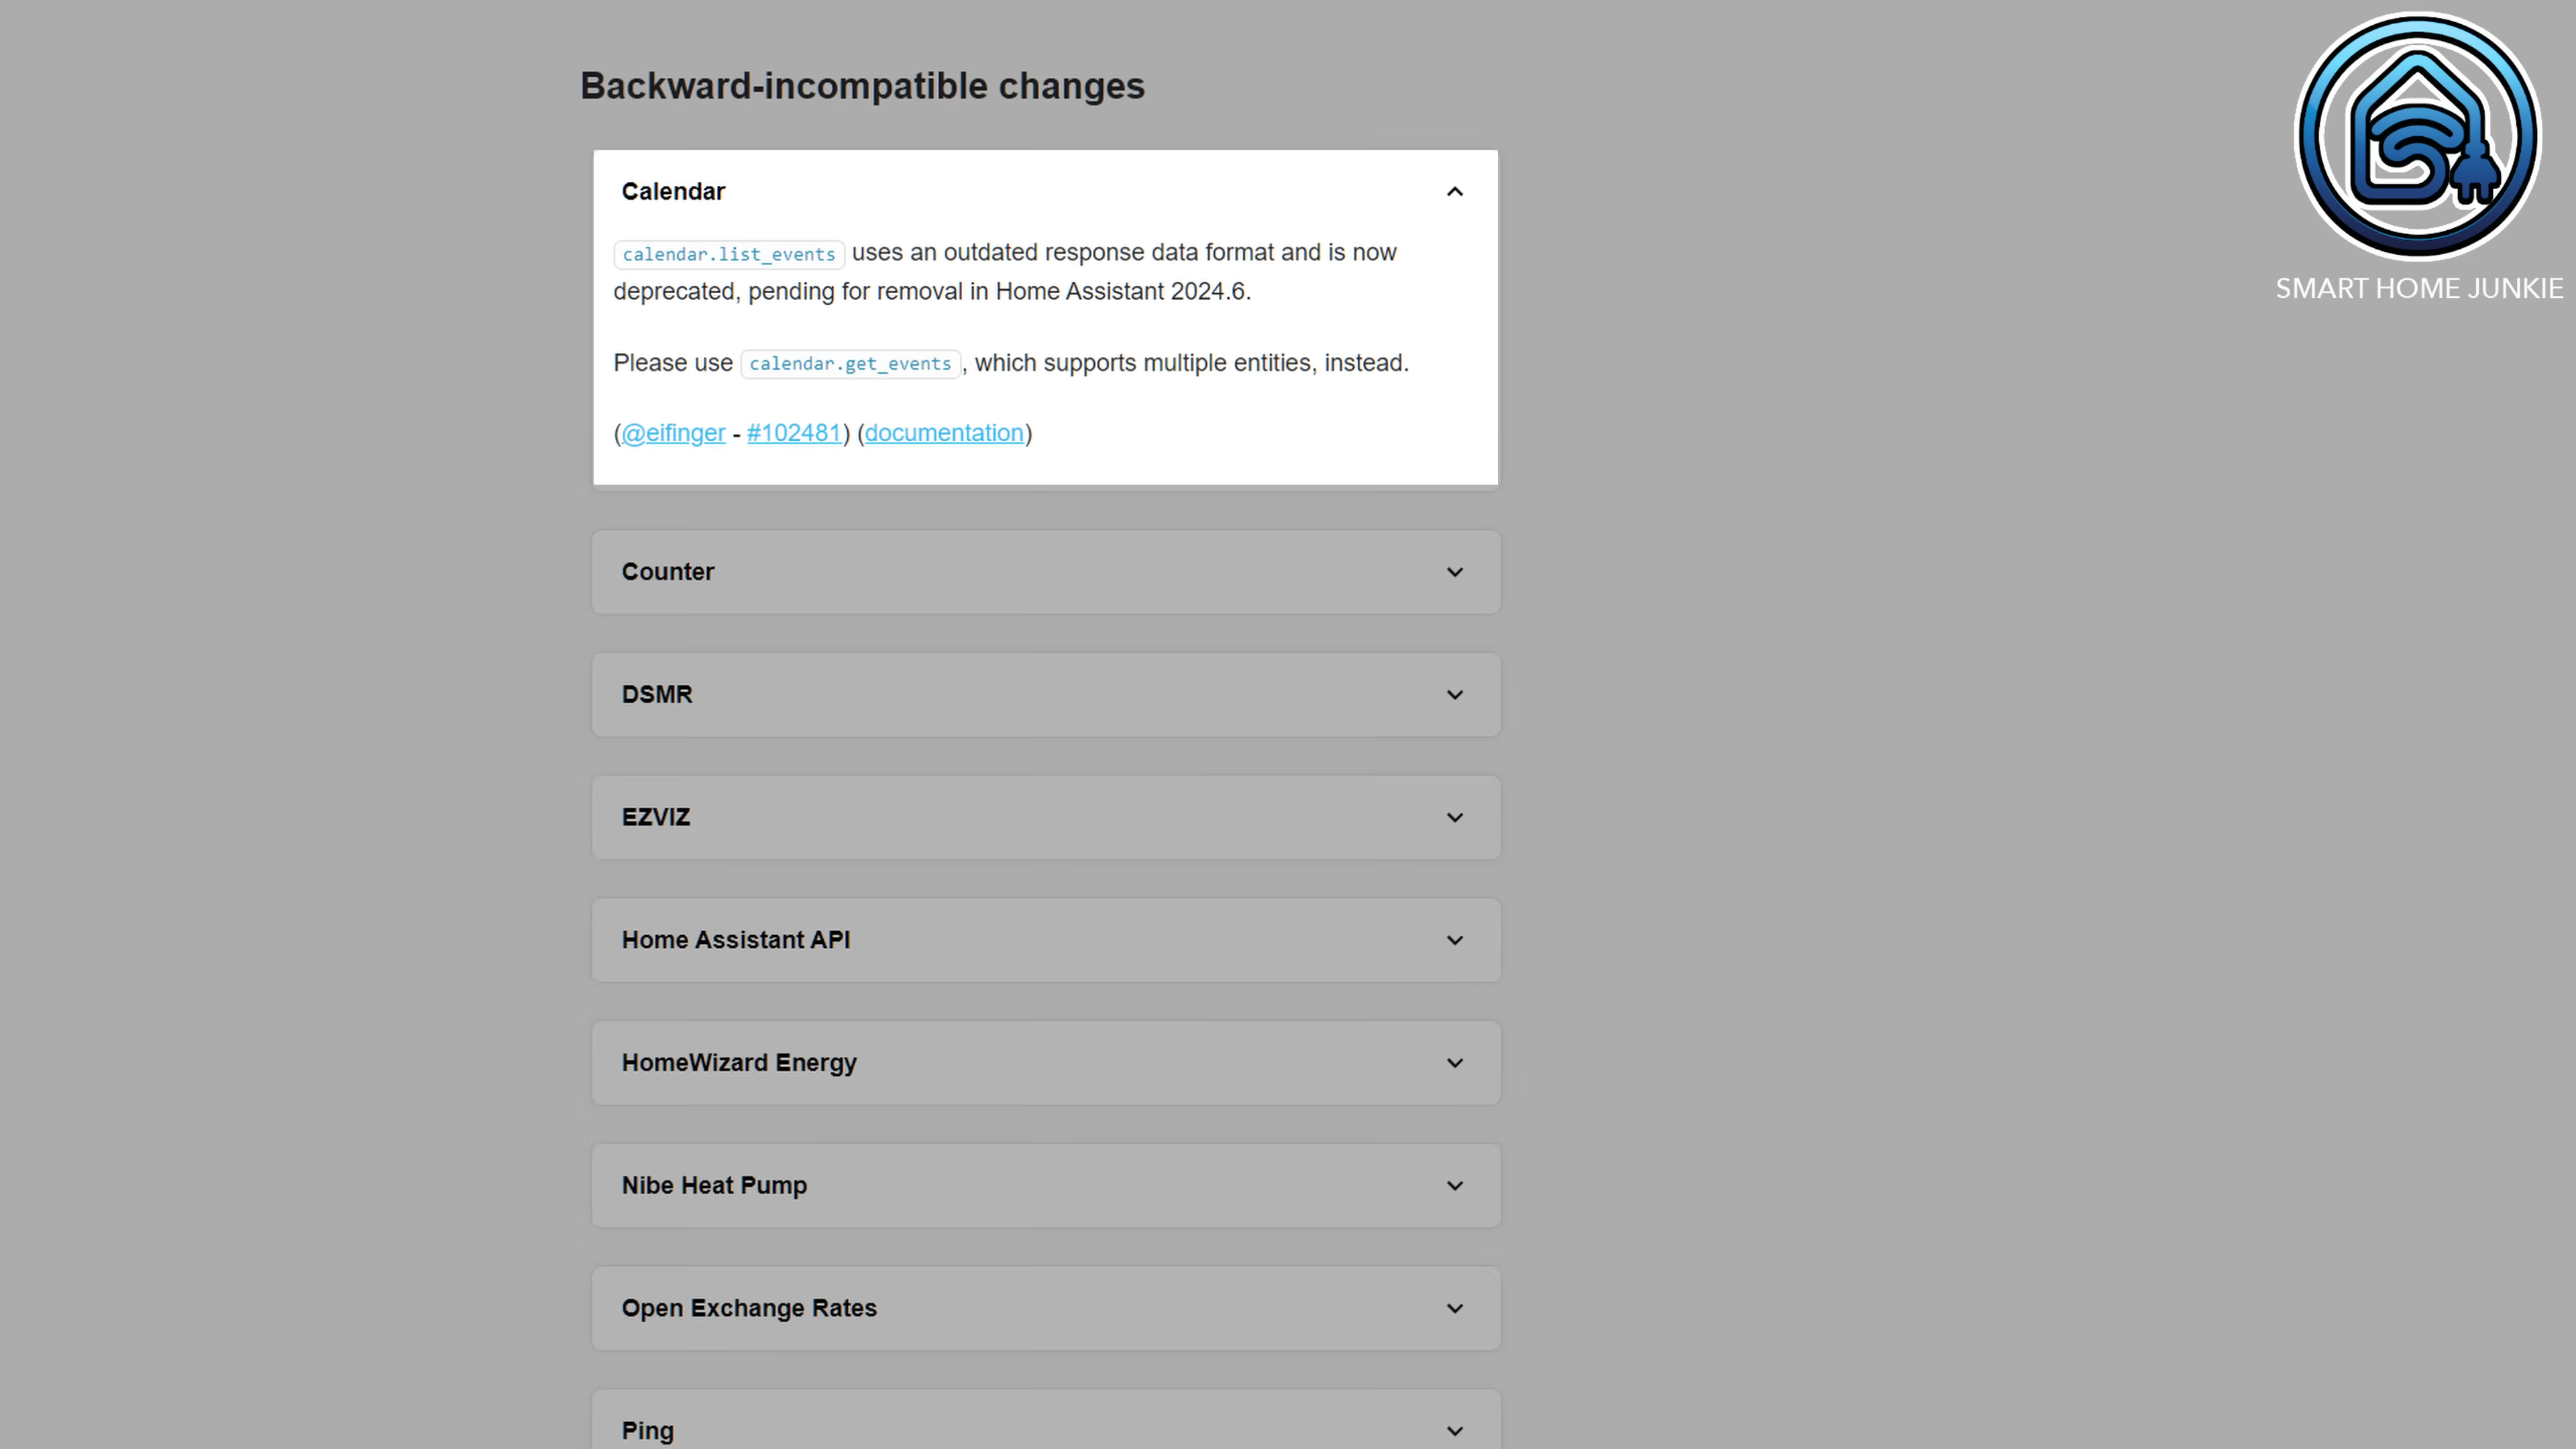 Backward-incompatible changes
SMART HOME JUNKIE
Calendar
calendar.list_events uses an outdated response data format and is now
deprecated, pending for removal in Home Assistant 2024.6.
Please use calendar.get_events, which supports multiple entities, instead.
(@eifinger - #102481) (documentation)
Counter
DSMR
EZVIZ
Home Assistant API
HomeWizard Energy
Nibe Heat Pump
Open Exchange Rates
Ping